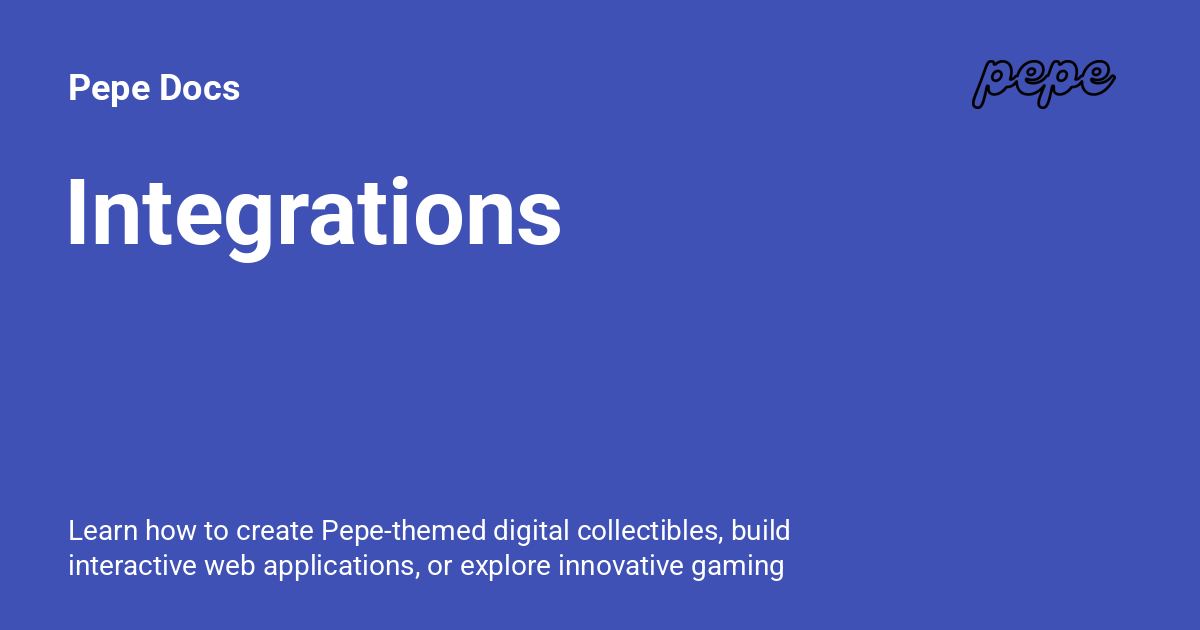 Pepe Docs
pepe
Integrations
Learn how to create Pepe-themed digital collectibles, build
interactive web applications, or explore innovative gaming